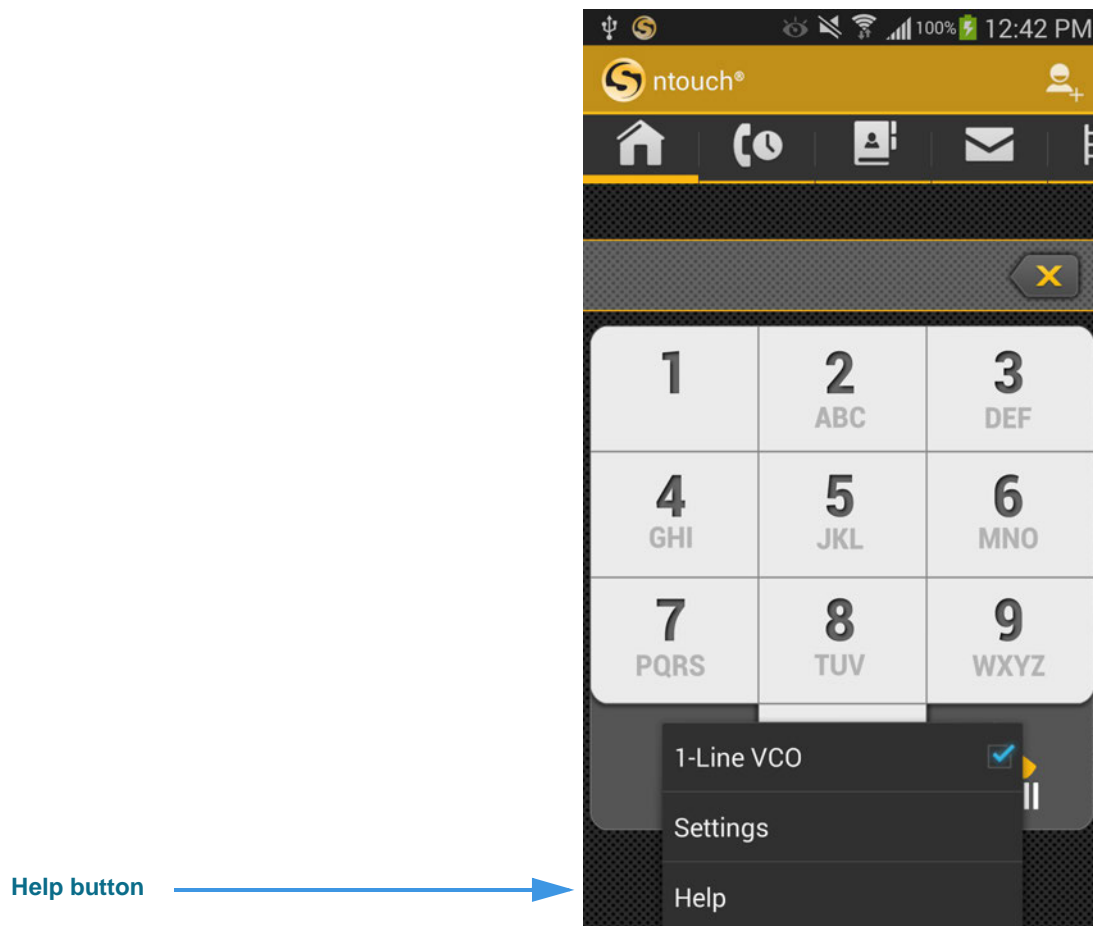 100% 12:42 PM
ntouch®
1 2 3
ABC DEF
4 5 6
GHI JKL MNO
7 8 9
PQRS TUV WXYZ
1-Line VCO
Settings
Help button
Help